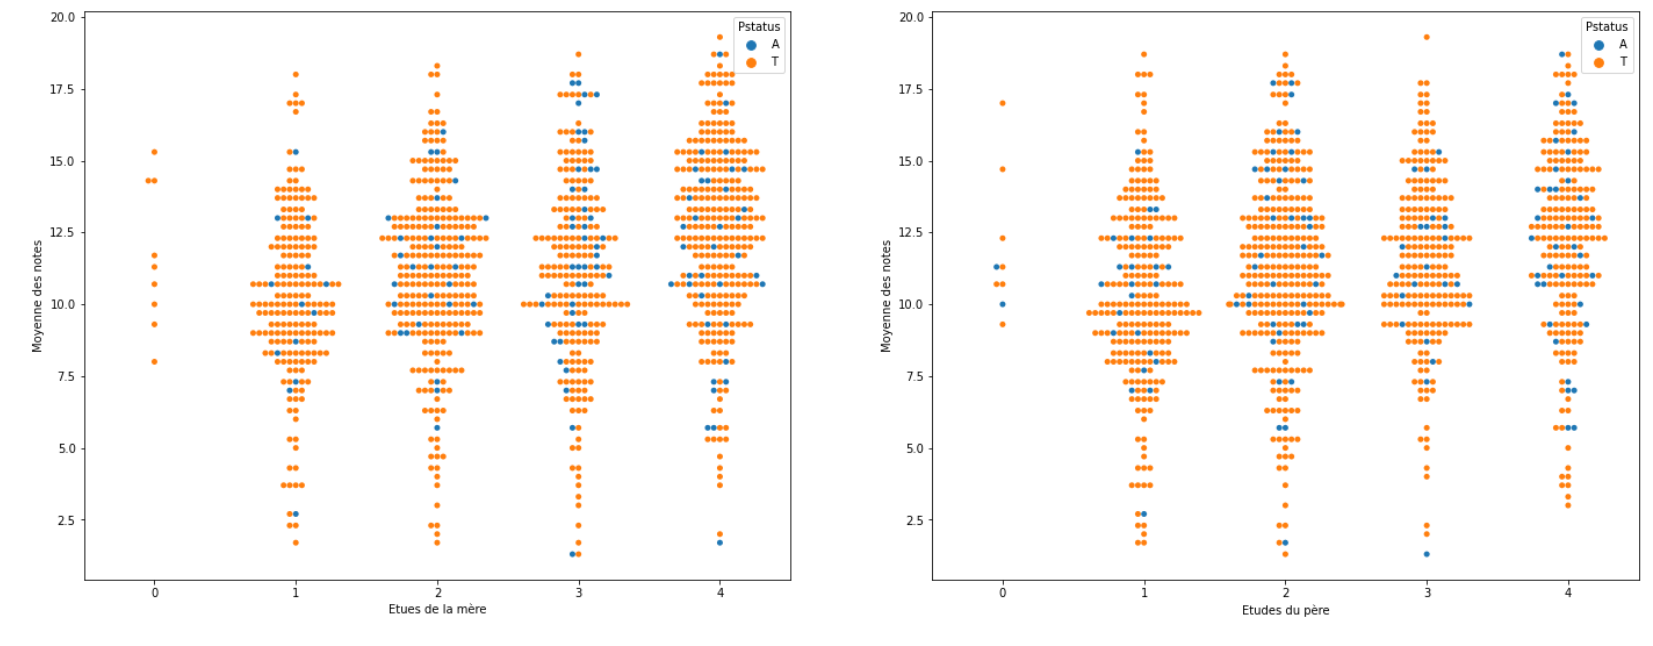 Pstatus
A
T
20.0
17.5
15.0
12.5
10.0
7.5
5.0
2.5
Moyenne des notes
0 1 2 3 4
Etues de la mère
Pstatus
A
T
20.0
17.5
15.0
12.5
10.0
7.5
5.0
2.5
Moyenne des notes
0 1 2 3 4
Etudes du père